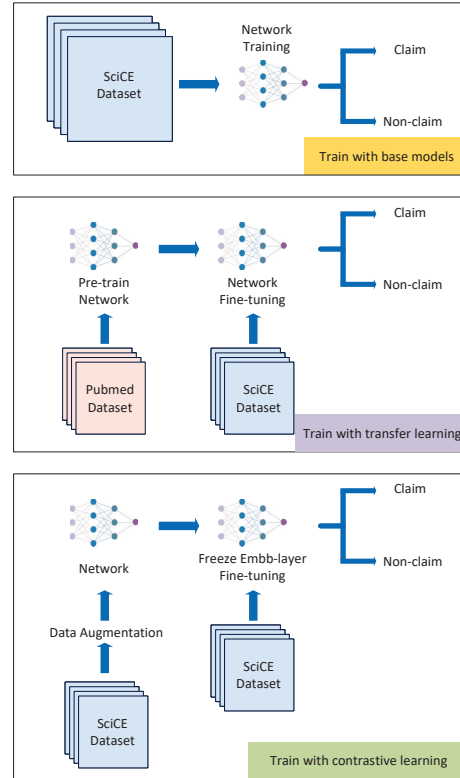 Network
Training
SciCE
Dataset
Claim
Non-claim
Train with base models
Claim
Non-claim
Pre-train
Network
Network
Fine-tuning
Pubmed
Dataset
SciCE
Dataset
Train with transfer learning
Claim
Non-claim
Network
Freeze Embb-layer
Fine-tuning
Data Augmentation
SciCE
Dataset
SciCE
Dataset
Train with contrastive learning